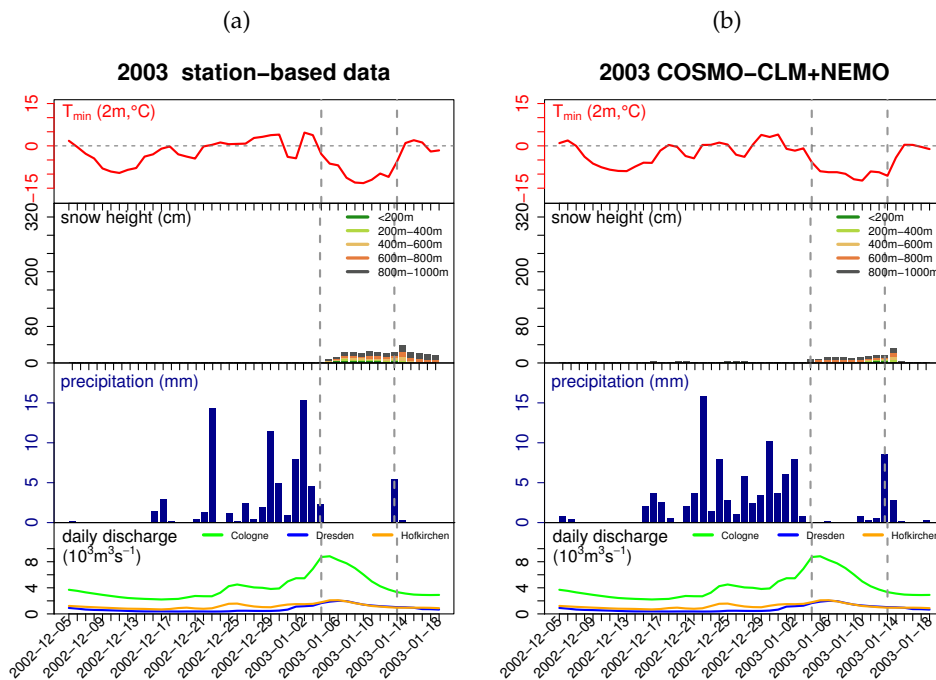 (a)
(b)
2003 station−based data
2003 COSMO−CLM+NEMO
T_min (2m,°C)
15
0
−15
snow height (cm)
<200m
200m−400m
400m−600m
600m−800m
800m−1000m
320
200
80
0
precipitation (mm)
15
10
5
0
daily discharge
(10³m³s⁻¹)
Cologne
Dresden
Hofkirchen
8
4
0
2002−12−05
2002−12−09
2002−12−13
2002−12−17
2002−12−21
2002−12−25
2002−12−29
2003−01−02
2003−01−06
2003−01−10
2003−01−14
2003−01−18
T_min (2m,°C)
15
0
−15
snow height (cm)
<200m
200m−400m
400m−600m
600m−800m
800m−1000m
320
200
80
0
precipitation (mm)
15
10
5
0
daily discharge
(10³m³s⁻¹)
Cologne
Dresden
Hofkirchen
8
4
0
2002−12−05
2002−12−09
2002−12−13
2002−12−17
2002−12−21
2002−12−25
2002−12−29
2003−01−02
2003−01−06
2003−01−10
2003−01−14
2003−01−18